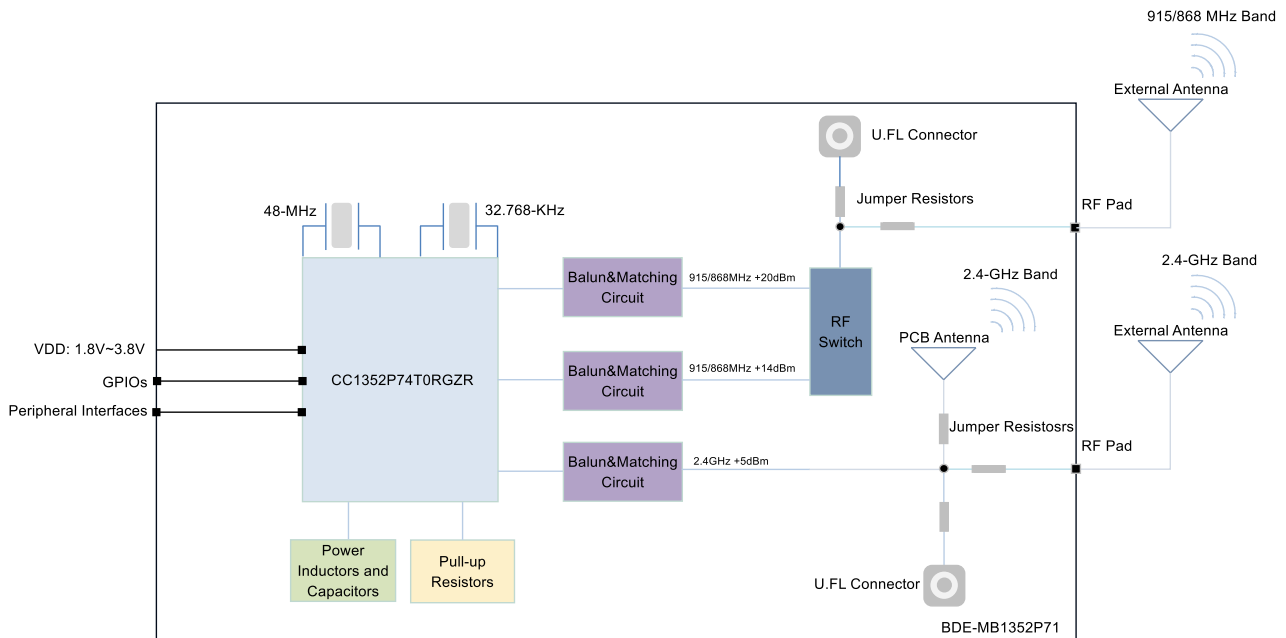 915/868 MHz Band
External Antenna
U.FL Connector
Jumper Resistors
RF Pad
48-MHz
32.768-KHz
2.4-GHz Band
2.4-GHz Band
Balun&Matching
Circuit
915/868MHz +20dBm
RF
Switch
PCB Antenna
External Antenna
VDD: 1.8V~3.8V
GPIOs
Peripheral Interfaces
CC1352P74T0RGZR
Balun&Matching
Circuit
915/868MHz +14dBm
Jumper Resistosrs
RF Pad
Balun&Matching
Circuit
2.4GHz +5dBm
Power
Inductors and
Capacitors
Pull-up
Resistors
U.FL Connector
BDE-MB1352P71